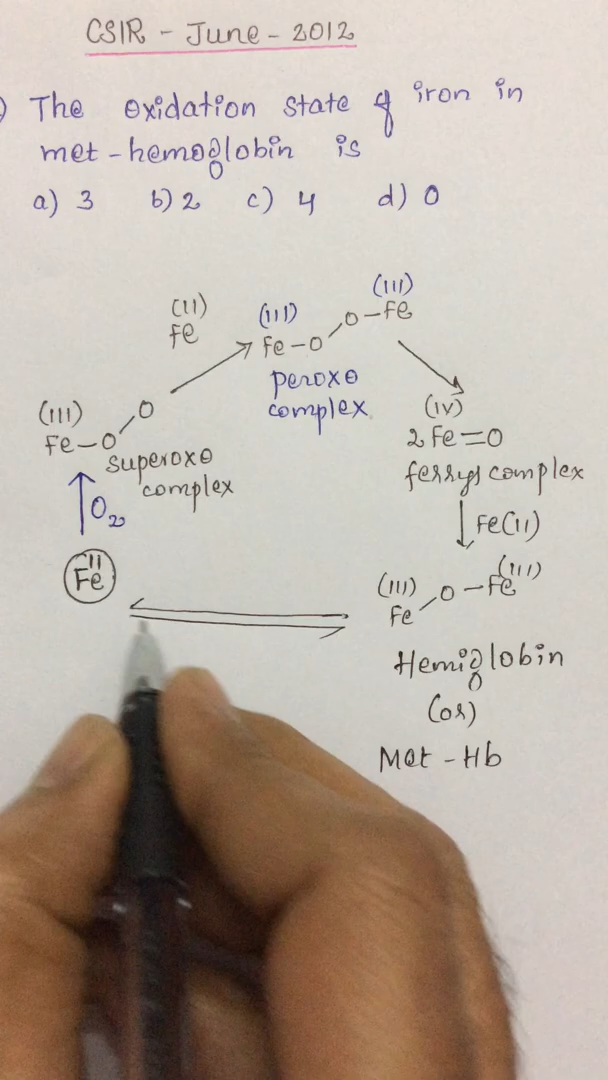 CSIR - June - 2012
) The oxidation state of iron in
met-hemoglobin is
a) 3 b) 2 c) 4 d) 0
(II)
Fe
(III)
Fe-O
O-Fe
(III)
peroxo
complex
(III)
Fe-O
O
superoxo
complex
O2
II
Fe
(IV)
2 Fe=O
ferryl complex
Fe(II)
(III)
Fe
O
-Fe
(III)
Hemiglobin
(or)
Met-Hb